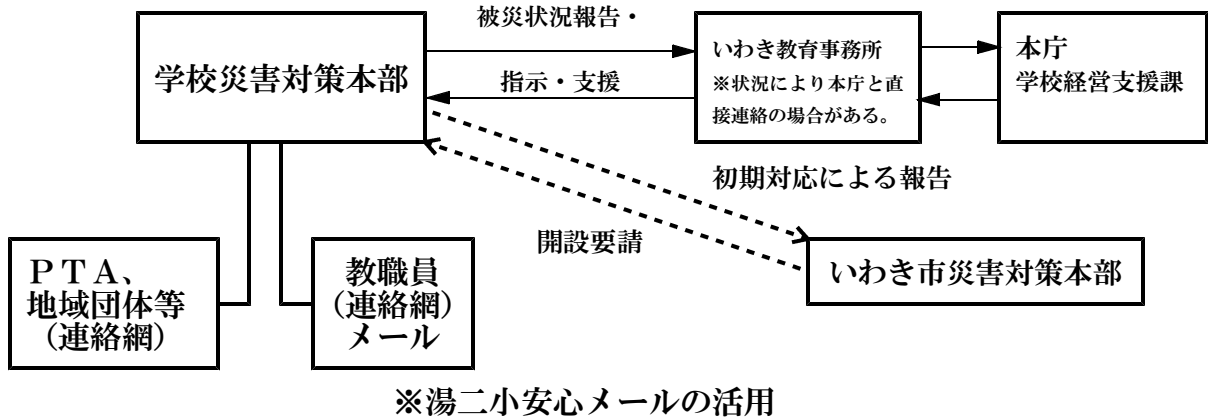 被災状況報告・
学校災害対策本部
指示・支援
いわき教育事務所
※状況により本庁と直
接連絡の場合がある。
本庁
学校経営支援課
初期対応による報告
開設要請
いわき市災害対策本部
ＰＴＡ、
地域団体等
（連絡網）
教職員
（連絡網）
メール
※湯二小安心メールの活用